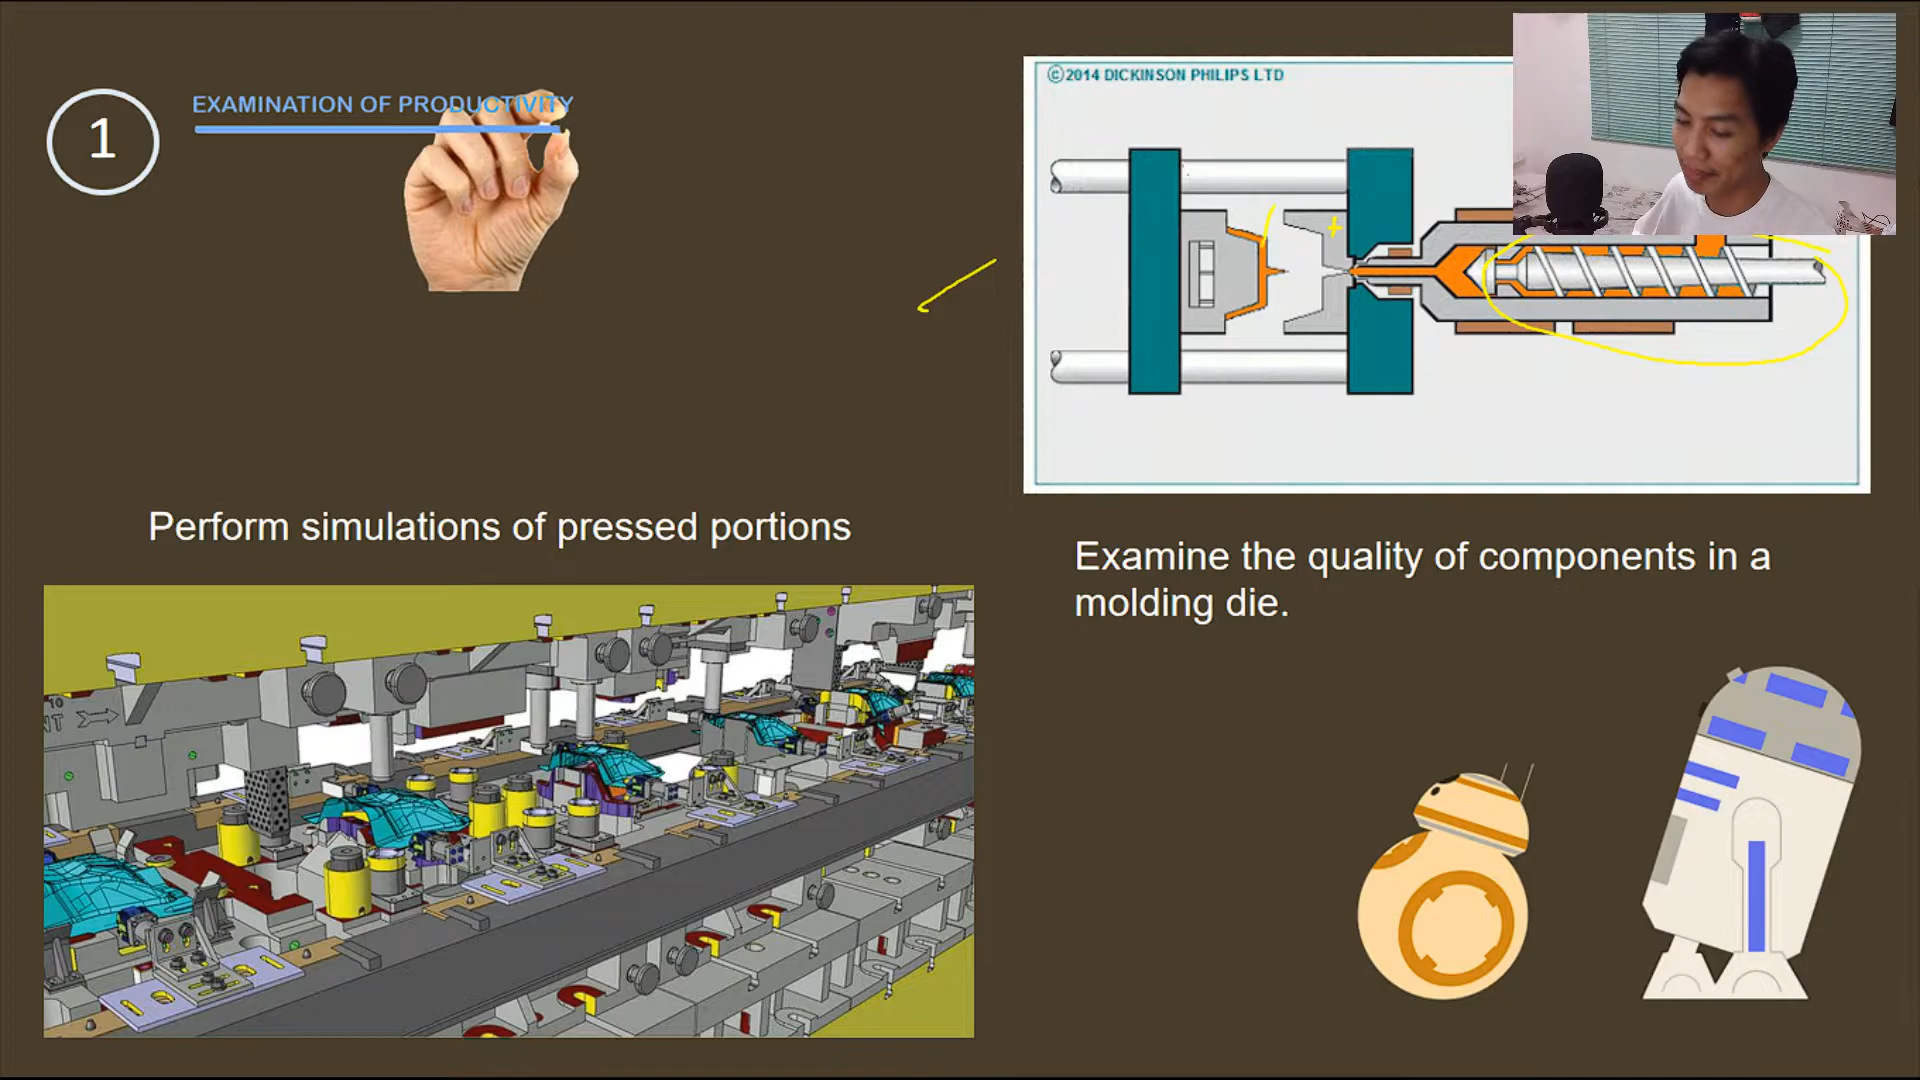 1
EXAMINATION OF PRODUCTIVITY
©2014 DICKINSON PHILIPS LTD
Perform simulations of pressed portions
Examine the quality of components in a
molding die.